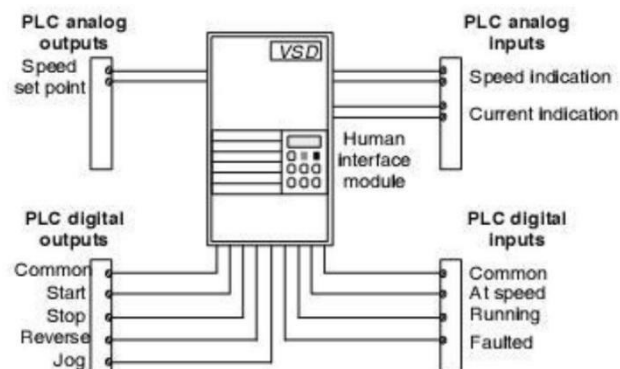 PLC analog
outputs
Speed
set point
VSD
PLC analog
inputs
Speed indication
Current indication
Human
interface
module
PLC digital
outputs
Common
Start
Stop
Reverse
Jog
PLC digital
inputs
Common
At speed
Running
Faulted